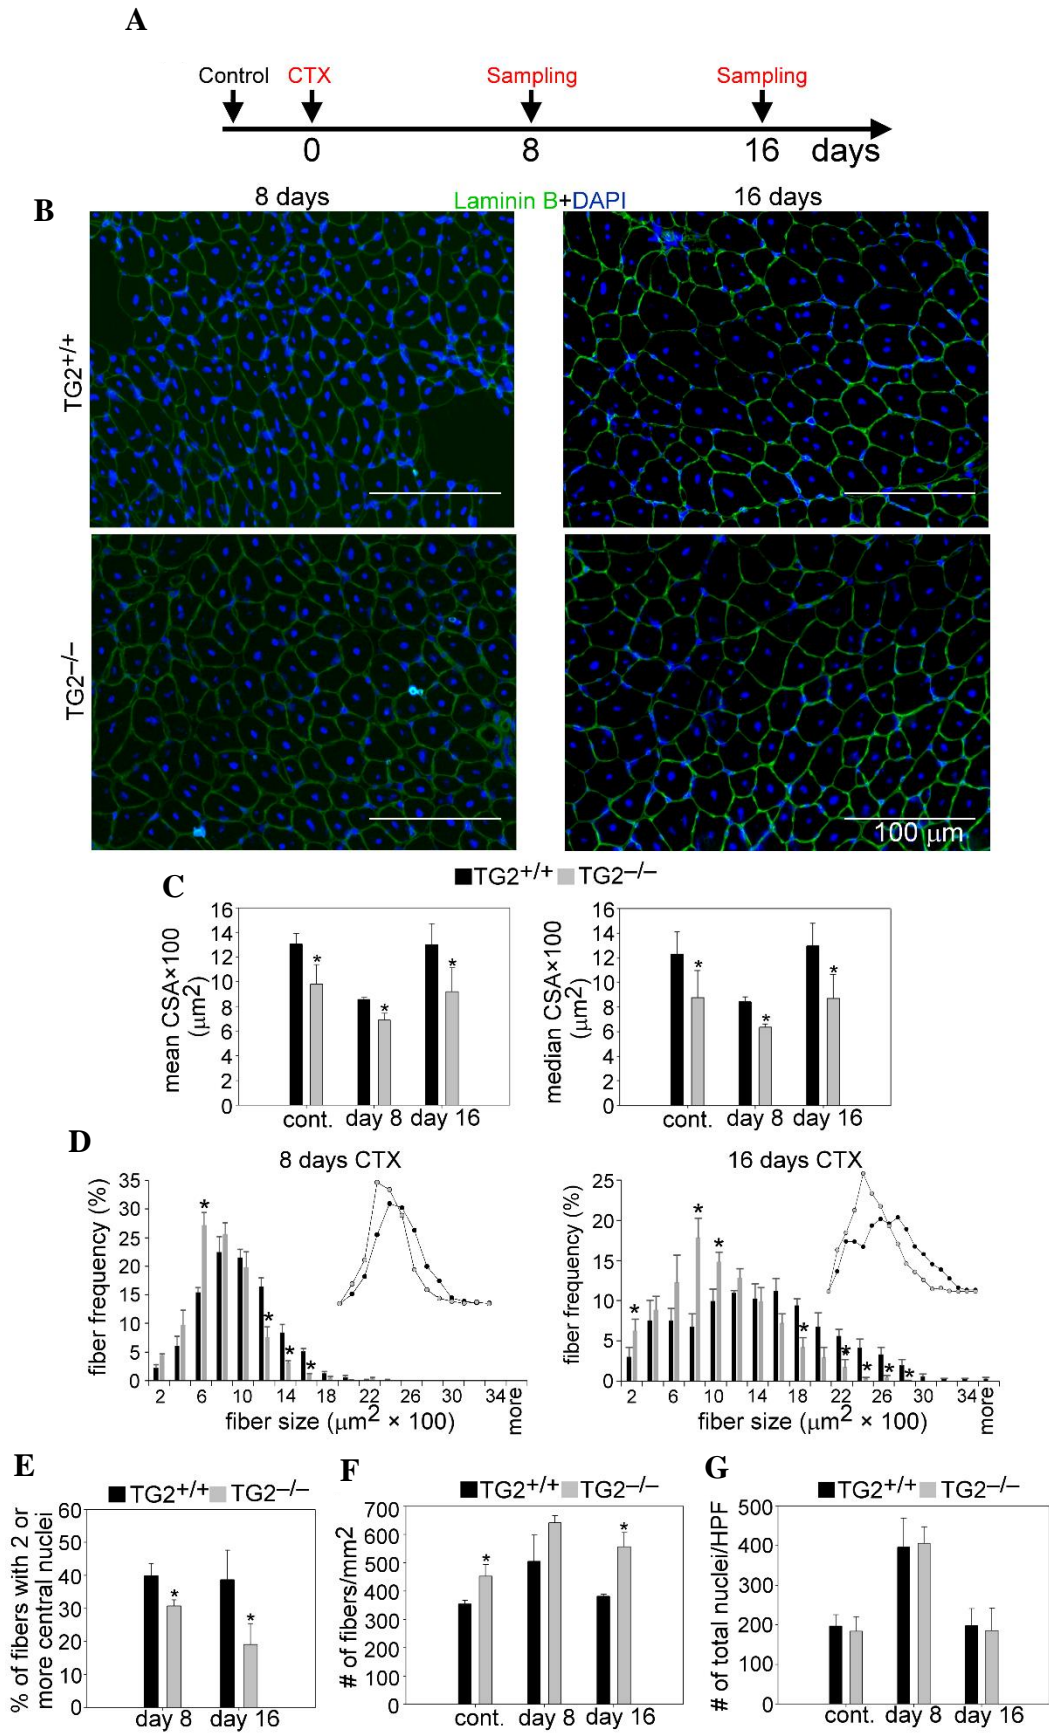 A
Control CTX Sampling Sampling
0 8 16 days
B
8 days Laminin B+DAPI 16 days
TG2+/+
TG2–/–
100 μm
C
TG2+/+ TG2–/–
mean CSA×100
(μm2)
16
14
12
10
8
6
4
2
0
cont. day 8 day 16
* * *
median CSA×100
(μm2)
16
14
12
10
8
6
4
2
0
cont. day 8 day 16
* * *
D
8 days CTX
fiber frequency (%)
35
30
25
20
15
10
5
0
* * * *
2 6 10 14 18 22 26 30 34 more
fiber size (μm2 × 100)
16 days CTX
fiber frequency (%)
25
20
15
10
5
0
* * * * * * * *
2 6 10 14 18 22 26 30 34 more
fiber size (μm2 × 100)
E
TG2+/+ TG2–/–
% of fibers with 2 or
more central nuclei
60
50
40
30
20
10
0
* *
day 8 day 16
F
TG2+/+ TG2–/–
# of fibers/mm2
700
600
500
400
300
200
100
0
* *
cont. day 8 day 16
G
TG2+/+ TG2–/–
# of total nuclei/HPF
500
400
300
200
100
0
cont. day 8 day 16